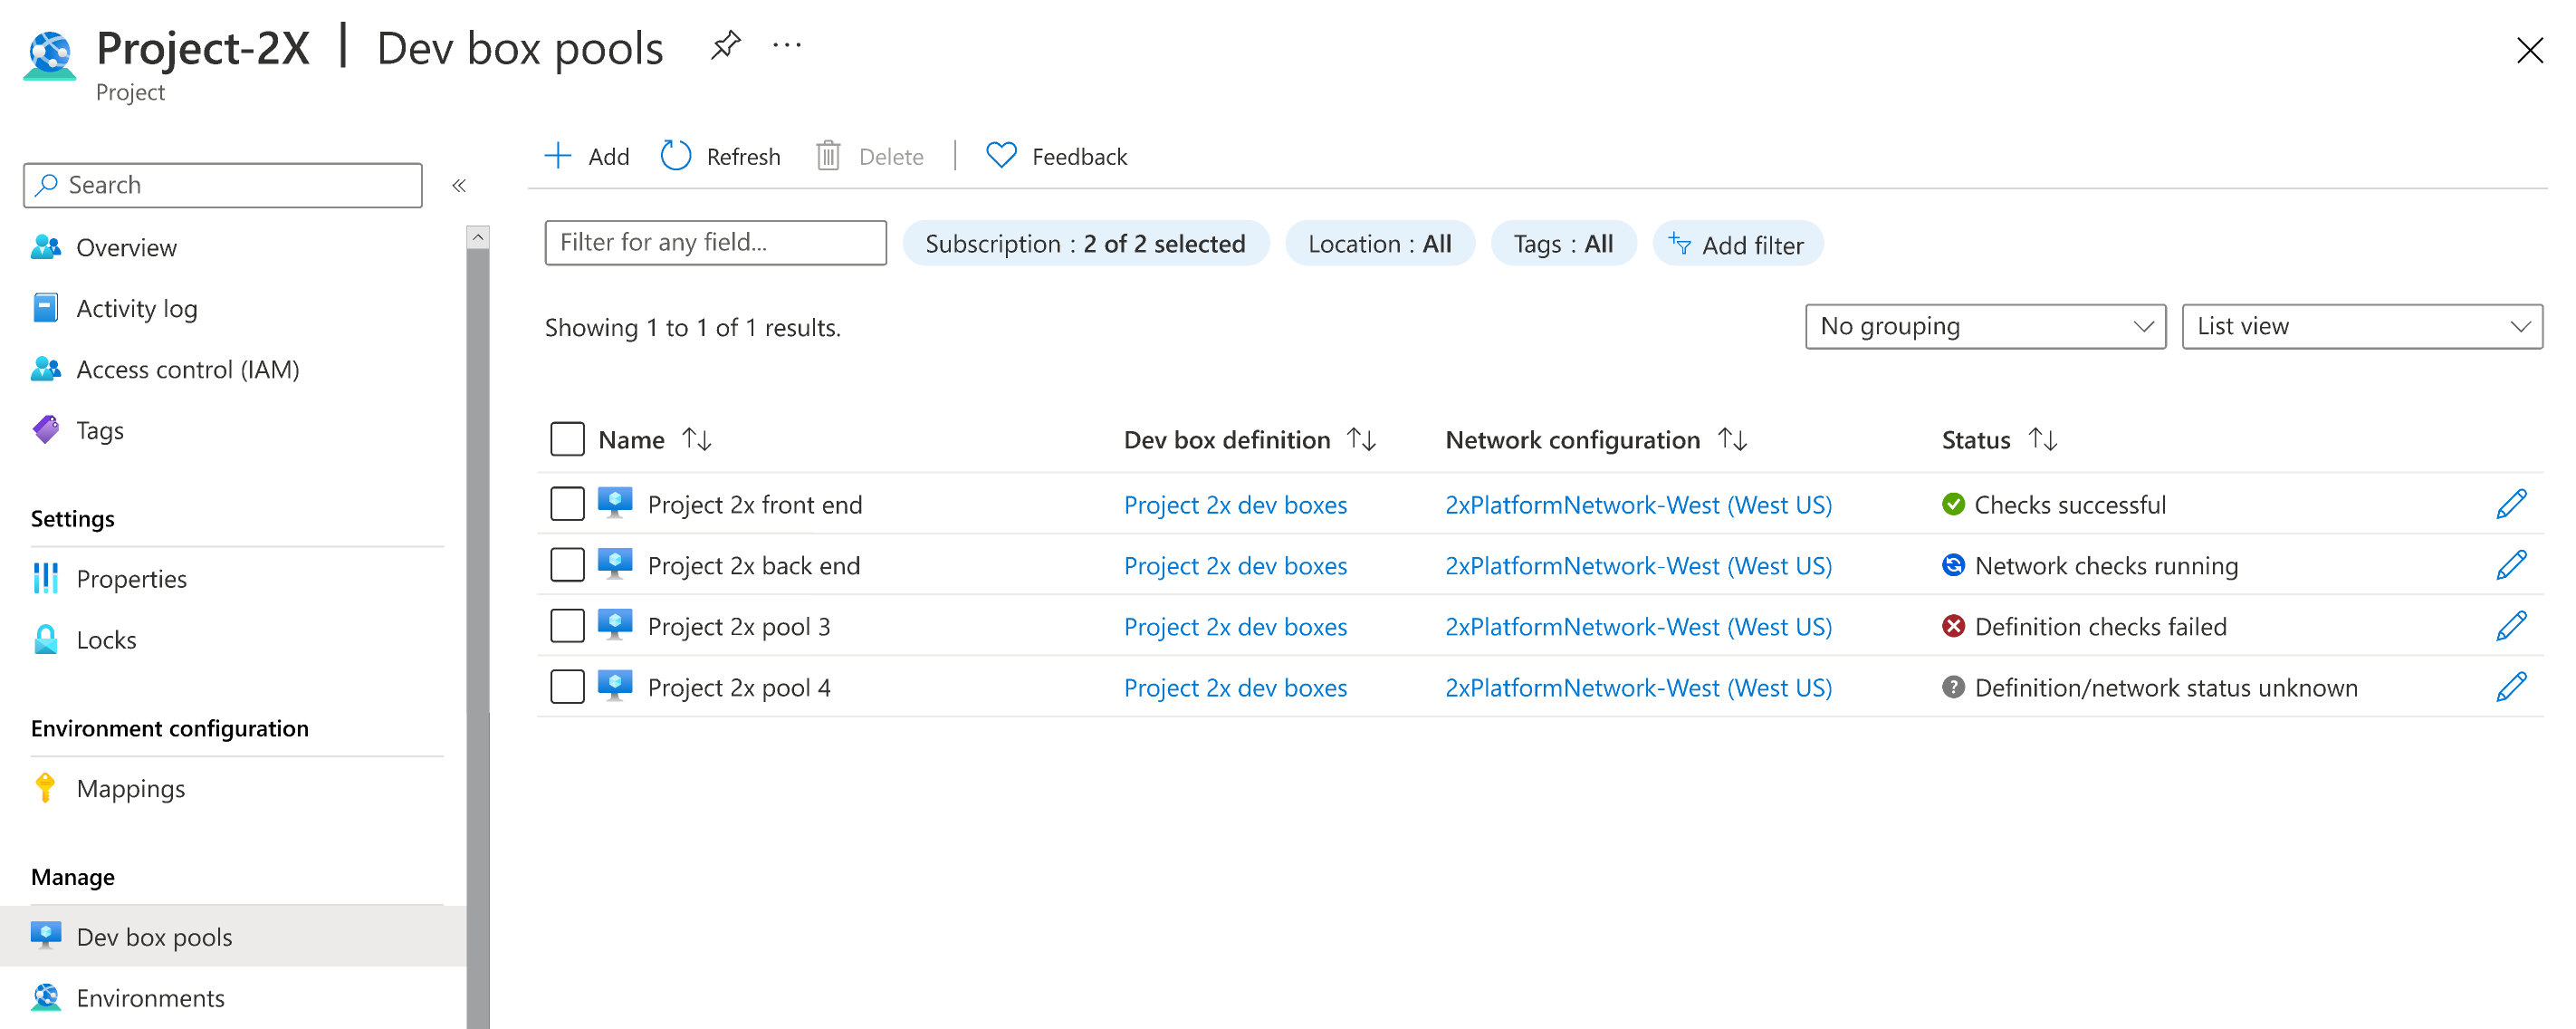 Project-2X | Dev box pools
Project
Search
Overview
Activity log
Access control (IAM)
Tags
Settings
Properties
Locks
Environment configuration
Mappings
Manage
Dev box pools
Environments
Add Refresh Delete Feedback
Filter for any field... Subscription : 2 of 2 selected Location : All Tags : All Add filter
Showing 1 to 1 of 1 results. No grouping List view
Name Dev box definition Network configuration Status
Project 2x front end Project 2x dev boxes 2xPlatformNetwork-West (West US) Checks successful
Project 2x back end Project 2x dev boxes 2xPlatformNetwork-West (West US) Network checks running
Project 2x pool 3 Project 2x dev boxes 2xPlatformNetwork-West (West US) Definition checks failed
Project 2x pool 4 Project 2x dev boxes 2xPlatformNetwork-West (West US) Definition/network status unknown